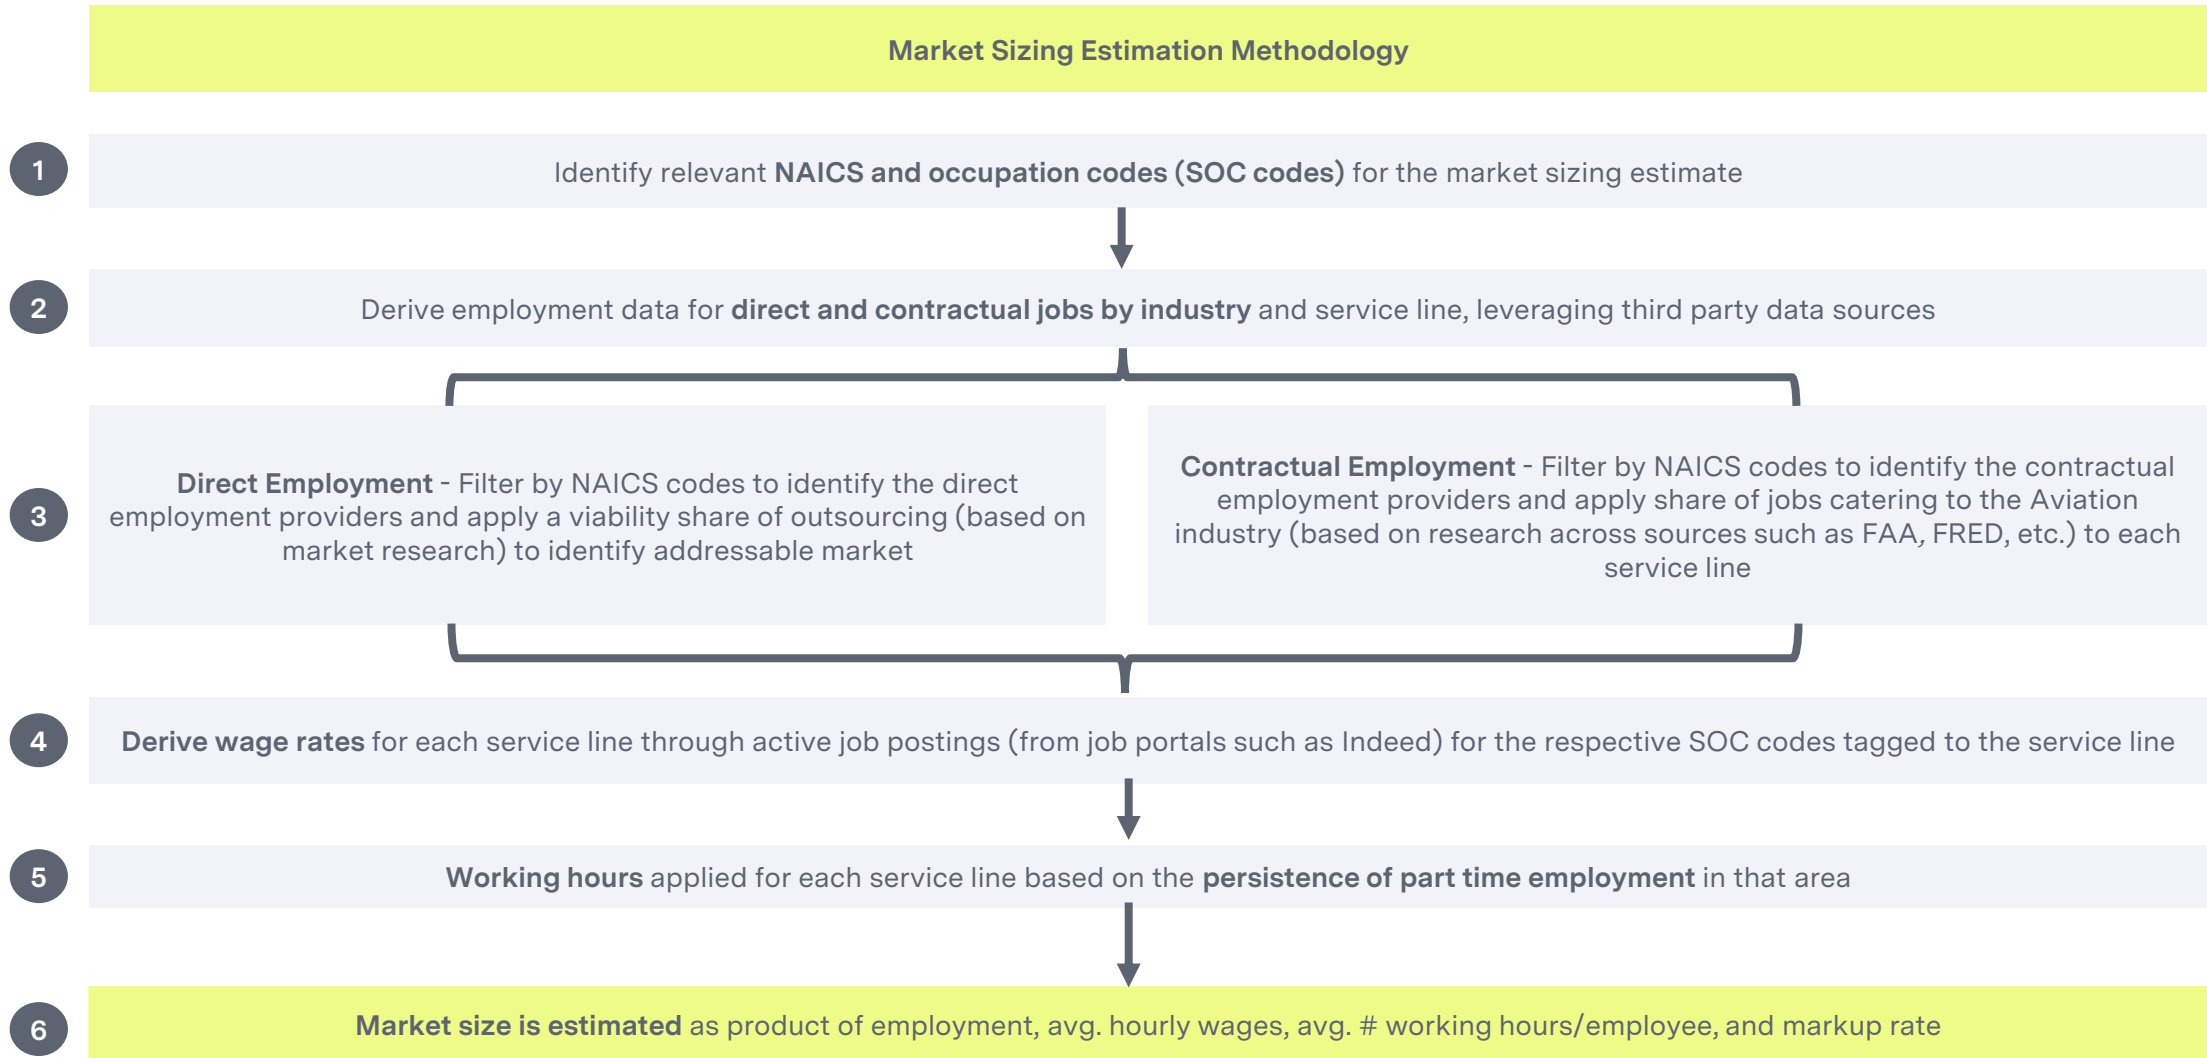 Market Sizing Estimation Methodology
1
Identify relevant NAICS and occupation codes (SOC codes) for the market sizing estimate
2
Derive employment data for direct and contractual jobs by industry and service line, leveraging third party data sources
3
Direct Employment - Filter by NAICS codes to identify the direct
employment providers and apply a viability share of outsourcing (based on
market research) to identify addressable market
Contractual Employment - Filter by NAICS codes to identify the contractual
employment providers and apply share of jobs catering to the Aviation
industry (based on research across sources such as FAA, FRED, etc.) to each
service line
4
Derive wage rates for each service line through active job postings (from job portals such as Indeed) for the respective SOC codes tagged to the service line
5
Working hours applied for each service line based on the persistence of part time employment in that area
6
Market size is estimated as product of employment, avg. hourly wages, avg. # working hours/employee, and markup rate